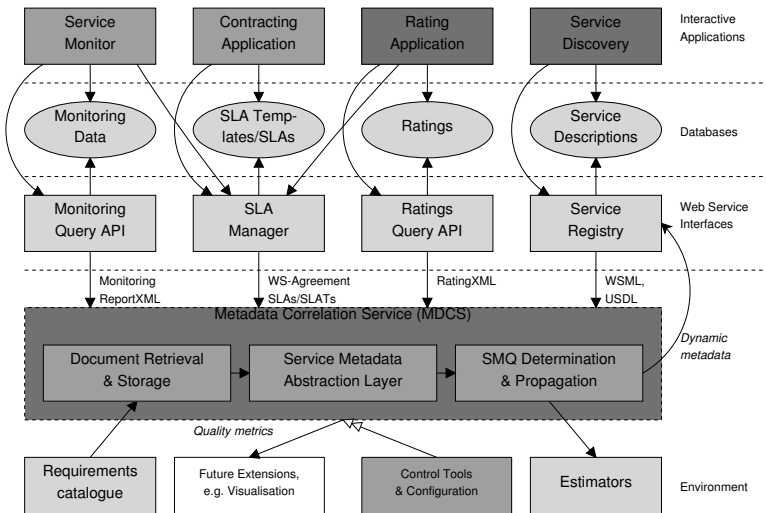 Service
Monitor
Contracting
Application
Rating
Application
Service
Discovery
Interactive
Applications
Monitoring
Data
SLA Temp-
lates/SLAs
Ratings
Service
Descriptions
Databases
Monitoring
Query API
SLA
Manager
Ratings
Query API
Service
Registry
Web Service
Interfaces
Monitoring
ReportXML
WS-Agreement
SLAs/SLATs
RatingXML
WSML,
USDL
Metadata Correlation Service (MDCS)
Document Retrieval
& Storage
Service Metadata
Abstraction Layer
SMQ Determination
& Propagation
Dynamic
metadata
Quality metrics
Requirements
catalogue
Future Extensions,
e.g. Visualisation
Control Tools
& Configuration
Estimators
Environment